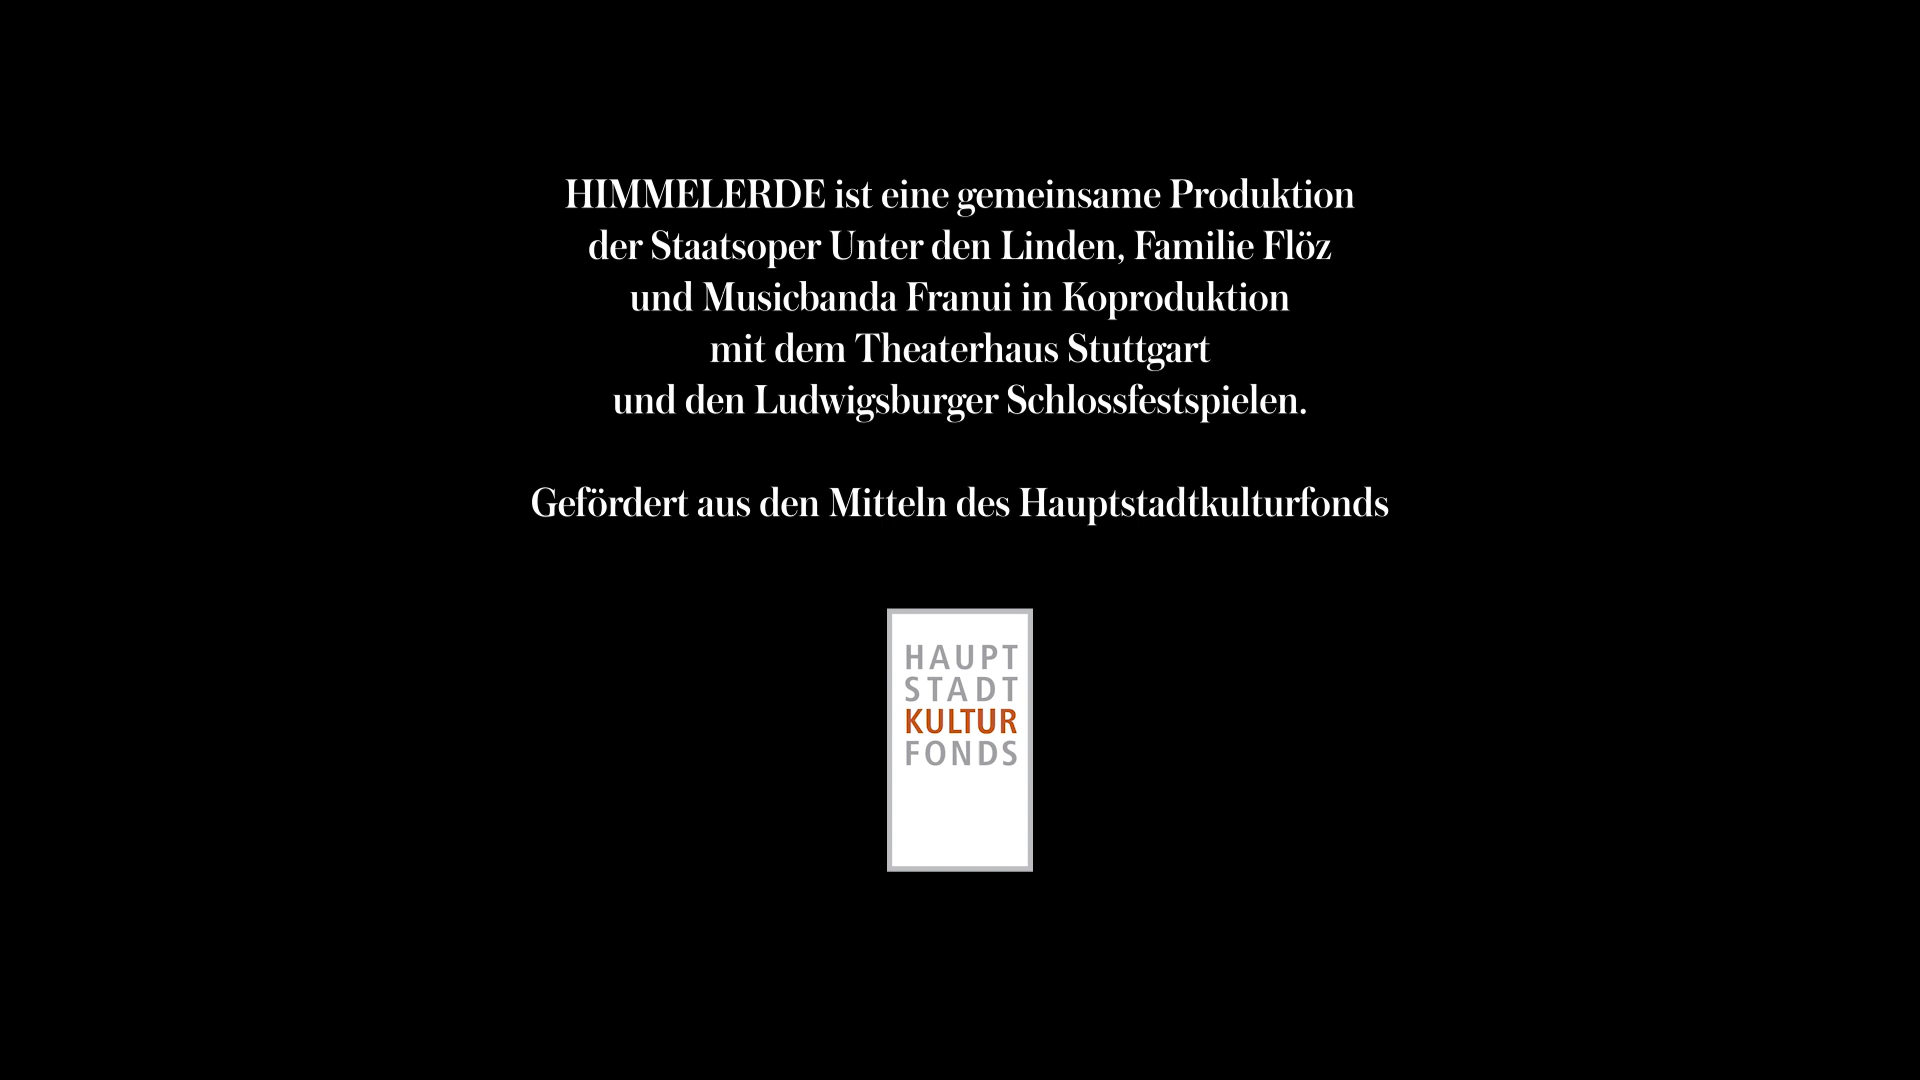 HIMMELERDE ist eine gemeinsame Produktion
der Staatsoper Unter den Linden, Familie Flöz
und Musicbanda Franui in Koproduktion
mit dem Theaterhaus Stuttgart
und den Ludwigsburger Schlossfestspielen.
Gefördert aus den Mitteln des Hauptstadtkulturfonds
HAUPT
STADT
KULTUR
FONDS